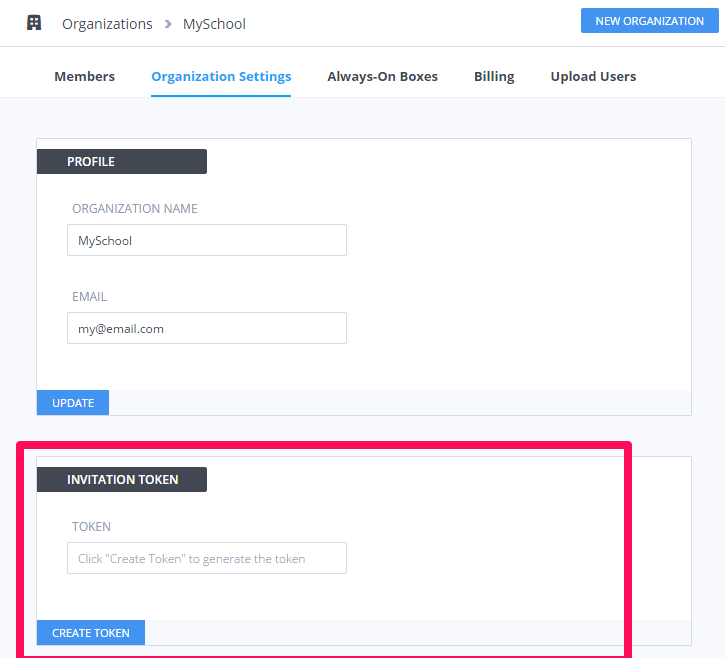 Organizations > MySchool
NEW ORGANIZATION
Members Organization Settings Always-On Boxes Billing Upload Users
PROFILE
ORGANIZATION NAME
MySchool
EMAIL
my@email.com
UPDATE
INVITATION TOKEN
TOKEN
Click "Create Token" to generate the token
CREATE TOKEN